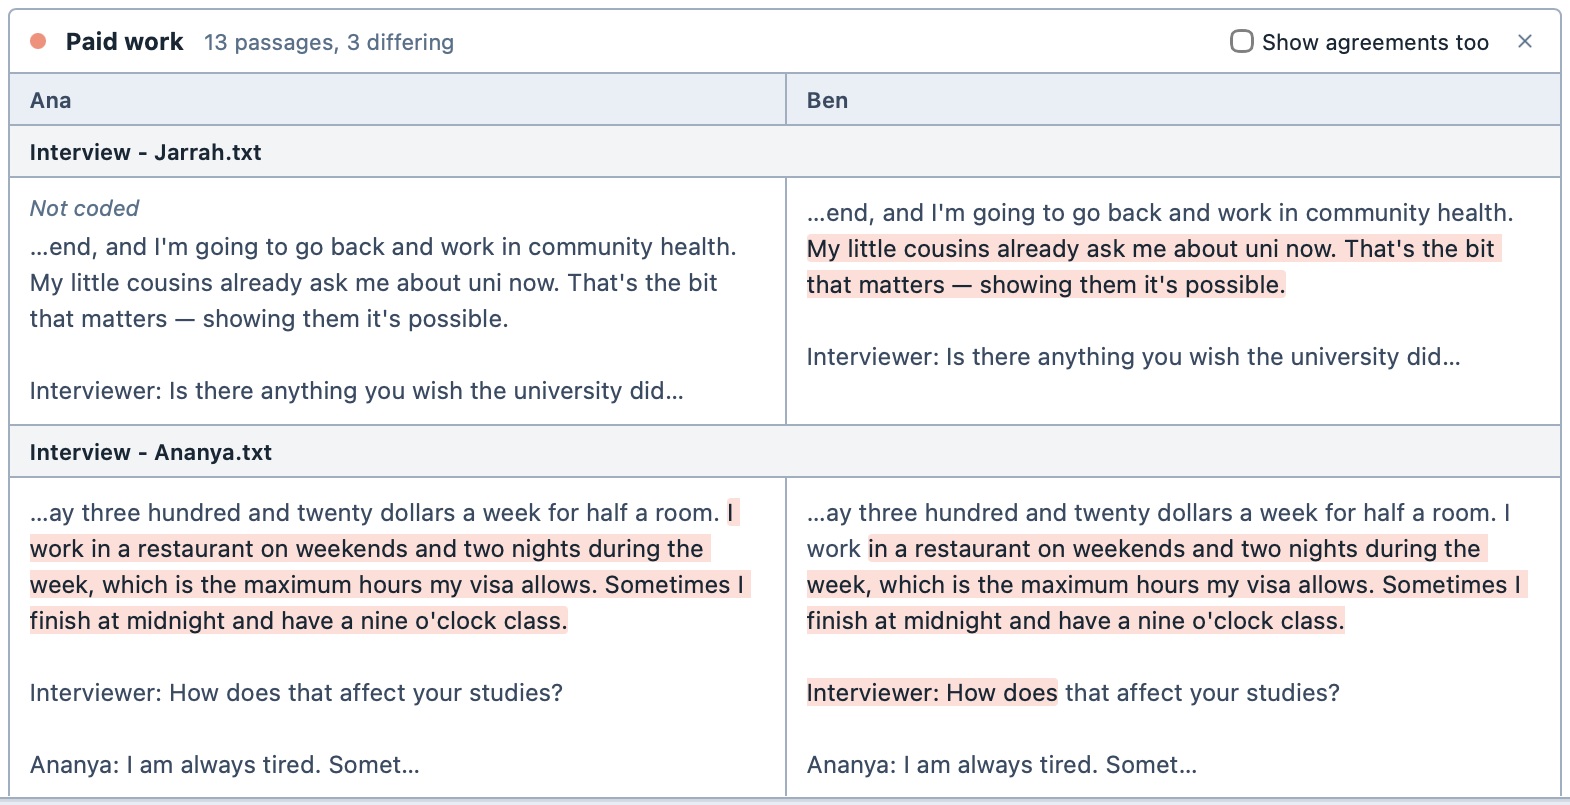 Paid work 13 passages, 3 differing Show agreements too ×
Ana Ben
Interview - Jarrah.txt
Not coded
...end, and I'm going to go back and work in community health.
My little cousins already ask me about uni now. That's the bit
that matters — showing them it's possible.
Interviewer: Is there anything you wish the university did...
...end, and I'm going to go back and work in community health.
My little cousins already ask me about uni now. That's the bit
that matters — showing them it's possible.
Interviewer: Is there anything you wish the university did...
Interview - Ananya.txt
...ay three hundred and twenty dollars a week for half a room. I
work in a restaurant on weekends and two nights during the
week, which is the maximum hours my visa allows. Sometimes I
finish at midnight and have a nine o'clock class.
Interviewer: How does that affect your studies?
Ananya: I am always tired. Somet...
...ay three hundred and twenty dollars a week for half a room. I
work in a restaurant on weekends and two nights during the
week, which is the maximum hours my visa allows. Sometimes I
finish at midnight and have a nine o'clock class.
Interviewer: How does that affect your studies?
Ananya: I am always tired. Somet...